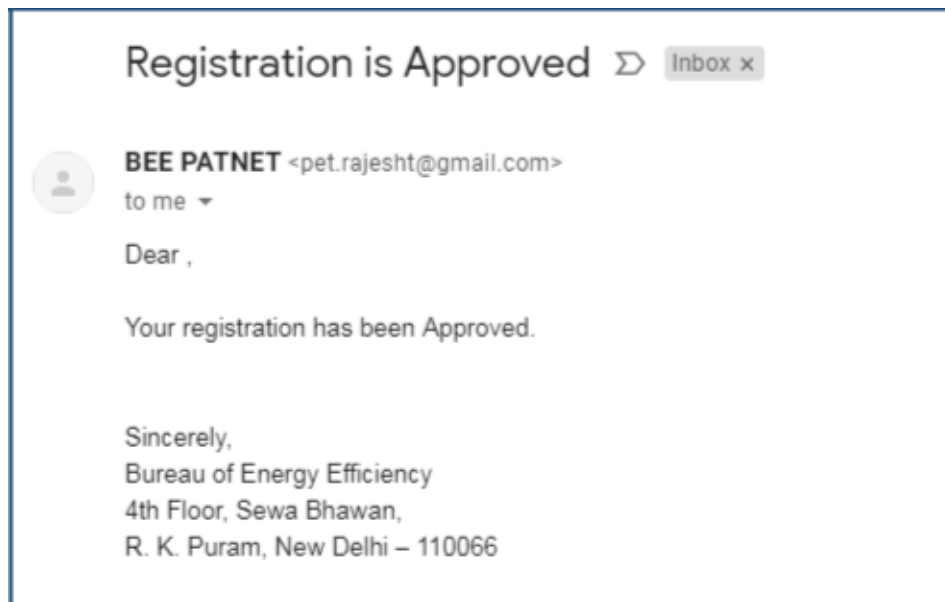 Registration is Approved Inbox x
BEE PATNET <pet.rajesht@gmail.com>
to me
Dear ,
Your registration has been Approved.
Sincerely,
Bureau of Energy Efficiency
4th Floor, Sewa Bhawan,
R. K. Puram, New Delhi – 110066